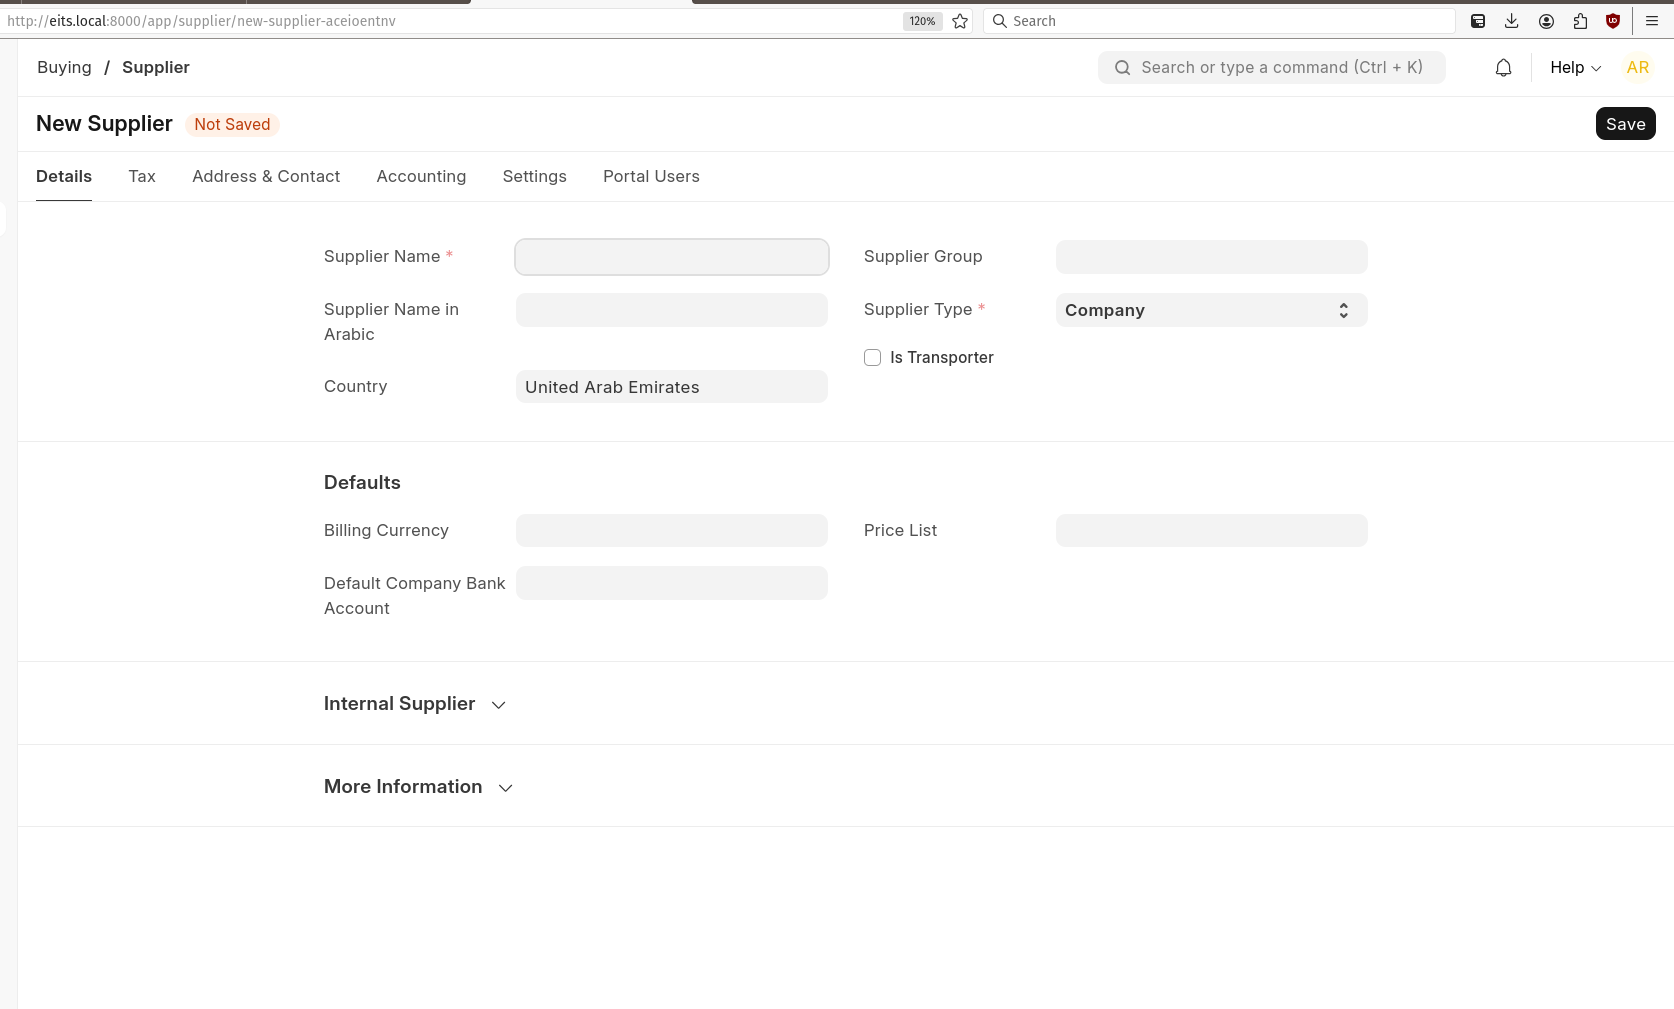 http://eits.local:8000/app/supplier/new-supplier-aceioentnv 120% Search
Buying / Supplier Search or type a command (Ctrl + K) Help AR
New Supplier Not Saved Save
Details Tax Address & Contact Accounting Settings Portal Users
Supplier Name * Supplier Group
Supplier Name in Supplier Type * Company
Arabic
Is Transporter
Country United Arab Emirates
Defaults
Billing Currency Price List
Default Company Bank
Account
Internal Supplier
More Information